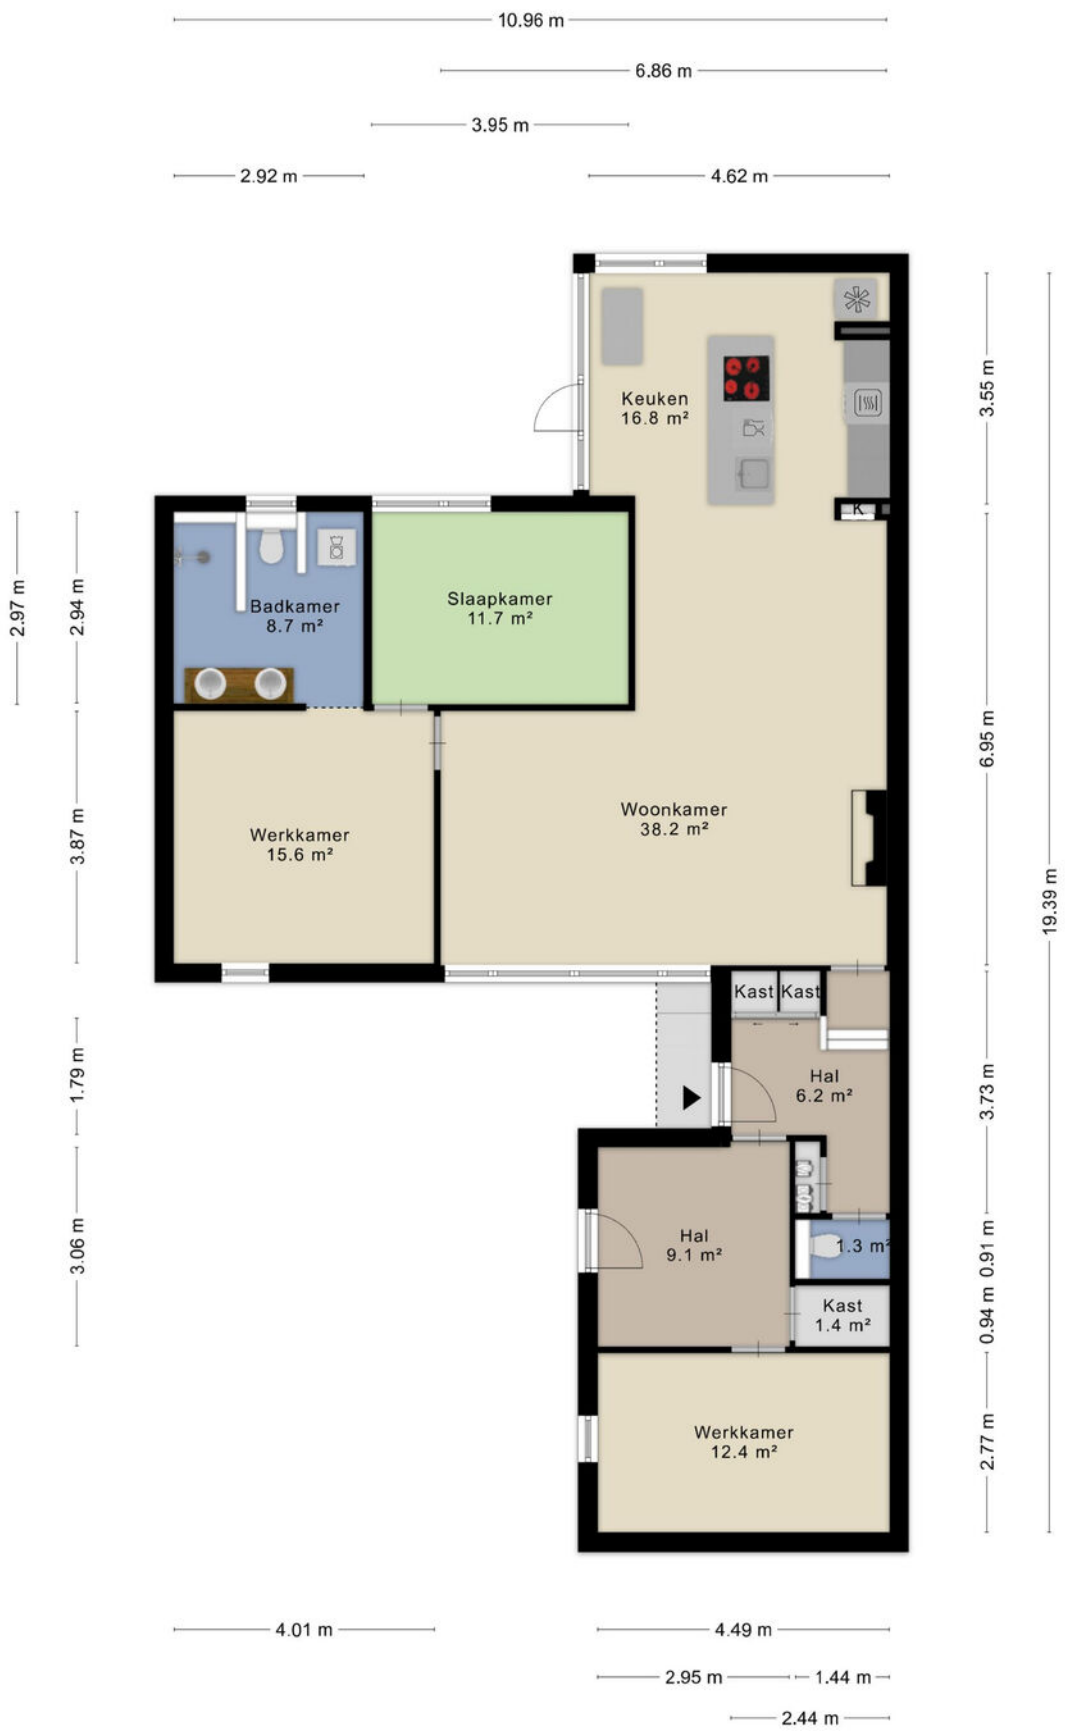 10.96 m
6.86 m
3.95 m
2.92 m
4.62 m
3.55 m
Keuken
16.8 m²
K
2.97 m
2.94 m
Badkamer
8.7 m²
Slaapkamer
11.7 m²
6.95 m
3.87 m
Werkkamer
15.6 m²
Woonkamer
38.2 m²
19.39 m
Kast
Kast
1.79 m
Hal
6.2 m²
3.73 m
3.06 m
Hal
9.1 m²
1.3 m²
0.91 m
Kast
1.4 m²
0.94 m
Werkkamer
12.4 m²
2.77 m
4.01 m
4.49 m
2.95 m
1.44 m
2.44 m